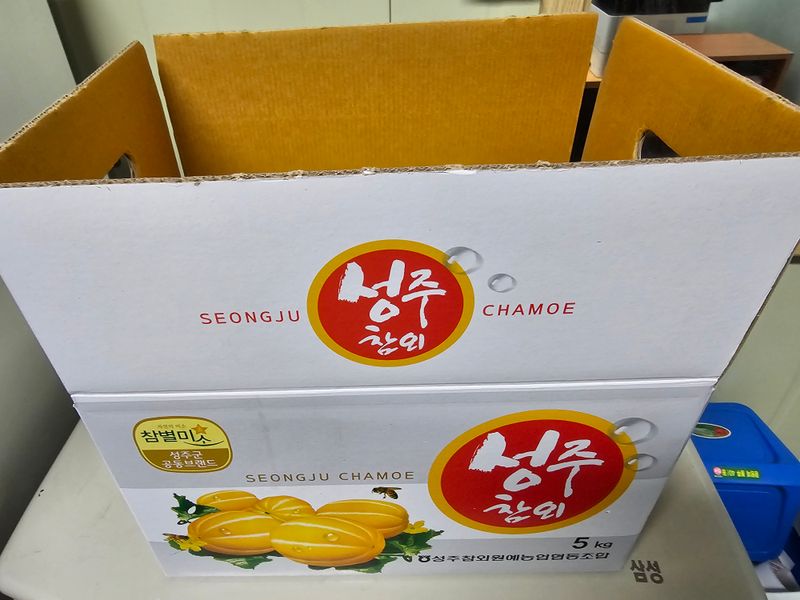 SEONGJU
성주
참외
CHAMOE
참별미소
성주군
공동브랜드
SEONGJU CHAMOE
성주
참외
5 kg
성주참외원예농업협동조합
삼성